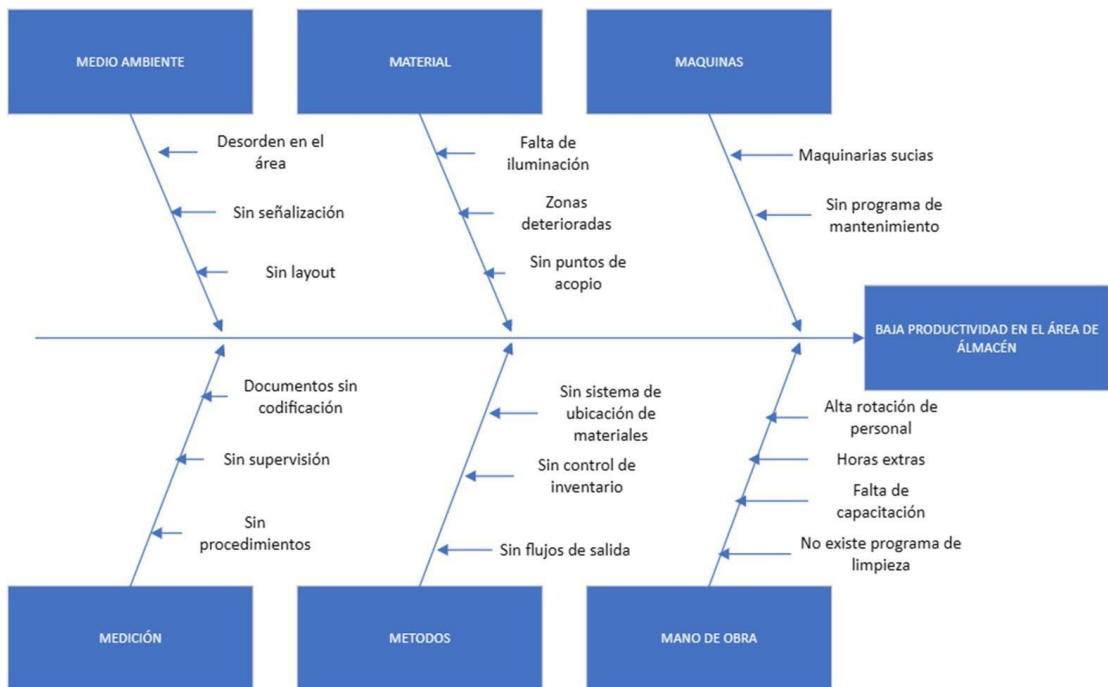 MEDIO AMBIENTE
MATERIAL
MAQUINAS
Desorden en el
área
Sin señalización
Sin layout
Falta de
iluminación
Zonas
deterioradas
Sin puntos de
acopio
Maquinarias sucias
Sin programa de
mantenimiento
BAJA PRODUCTIVIDAD EN EL ÁREA DE
ÁLMACÉN
Documentos sin
codificación
Sin supervisión
Sin
procedimientos
Sin sistema de
ubicación de
materiales
Sin control de
inventario
Sin flujos de salida
Alta rotación de
personal
Horas extras
Falta de
capacitación
No existe programa de
limpieza
MEDICIÓN
METODOS
MANO DE OBRA